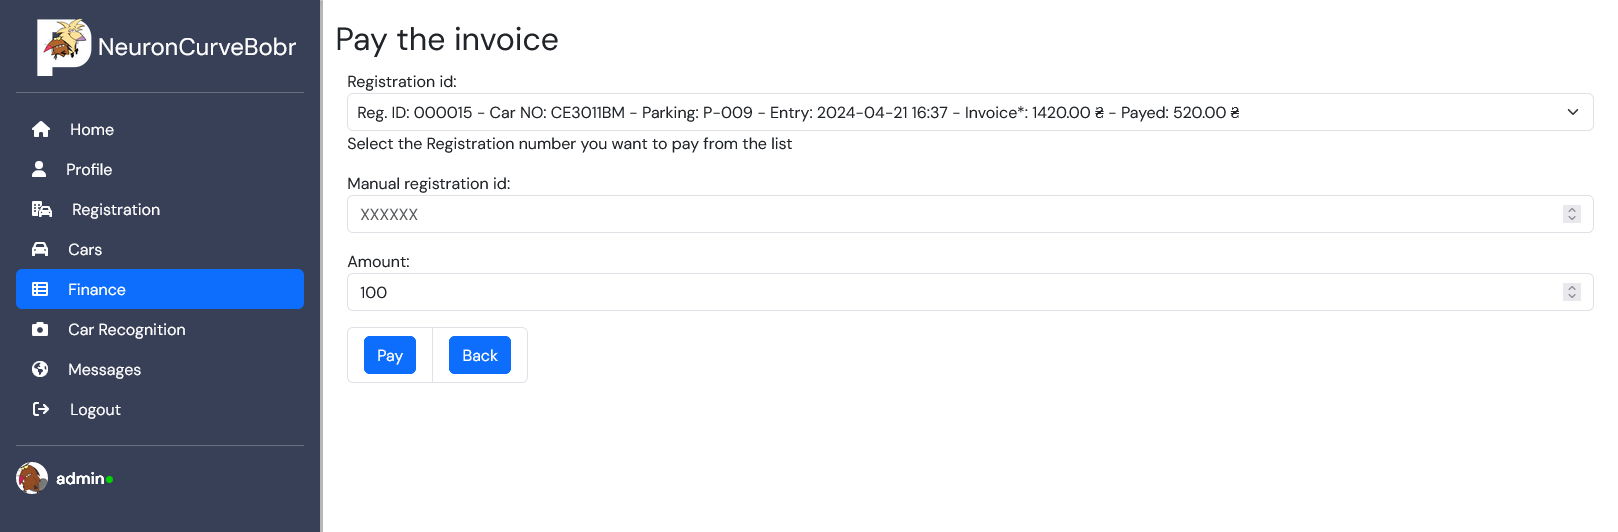 NeuronCurveBobr
Home
Profile
Registration
Cars
Finance
Car Recognition
Messages
Logout
admin
Pay the invoice
Registration id:
Reg. ID: 000015 - Car NO: CE3011BM - Parking: P-009 - Entry: 2024-04-21 16:37 - Invoice*: 1420.00 ₴ - Payed: 520.00 ₴
Select the Registration number you want to pay from the list
Manual registration id:
XXXXXX
Amount:
100
Pay
Back